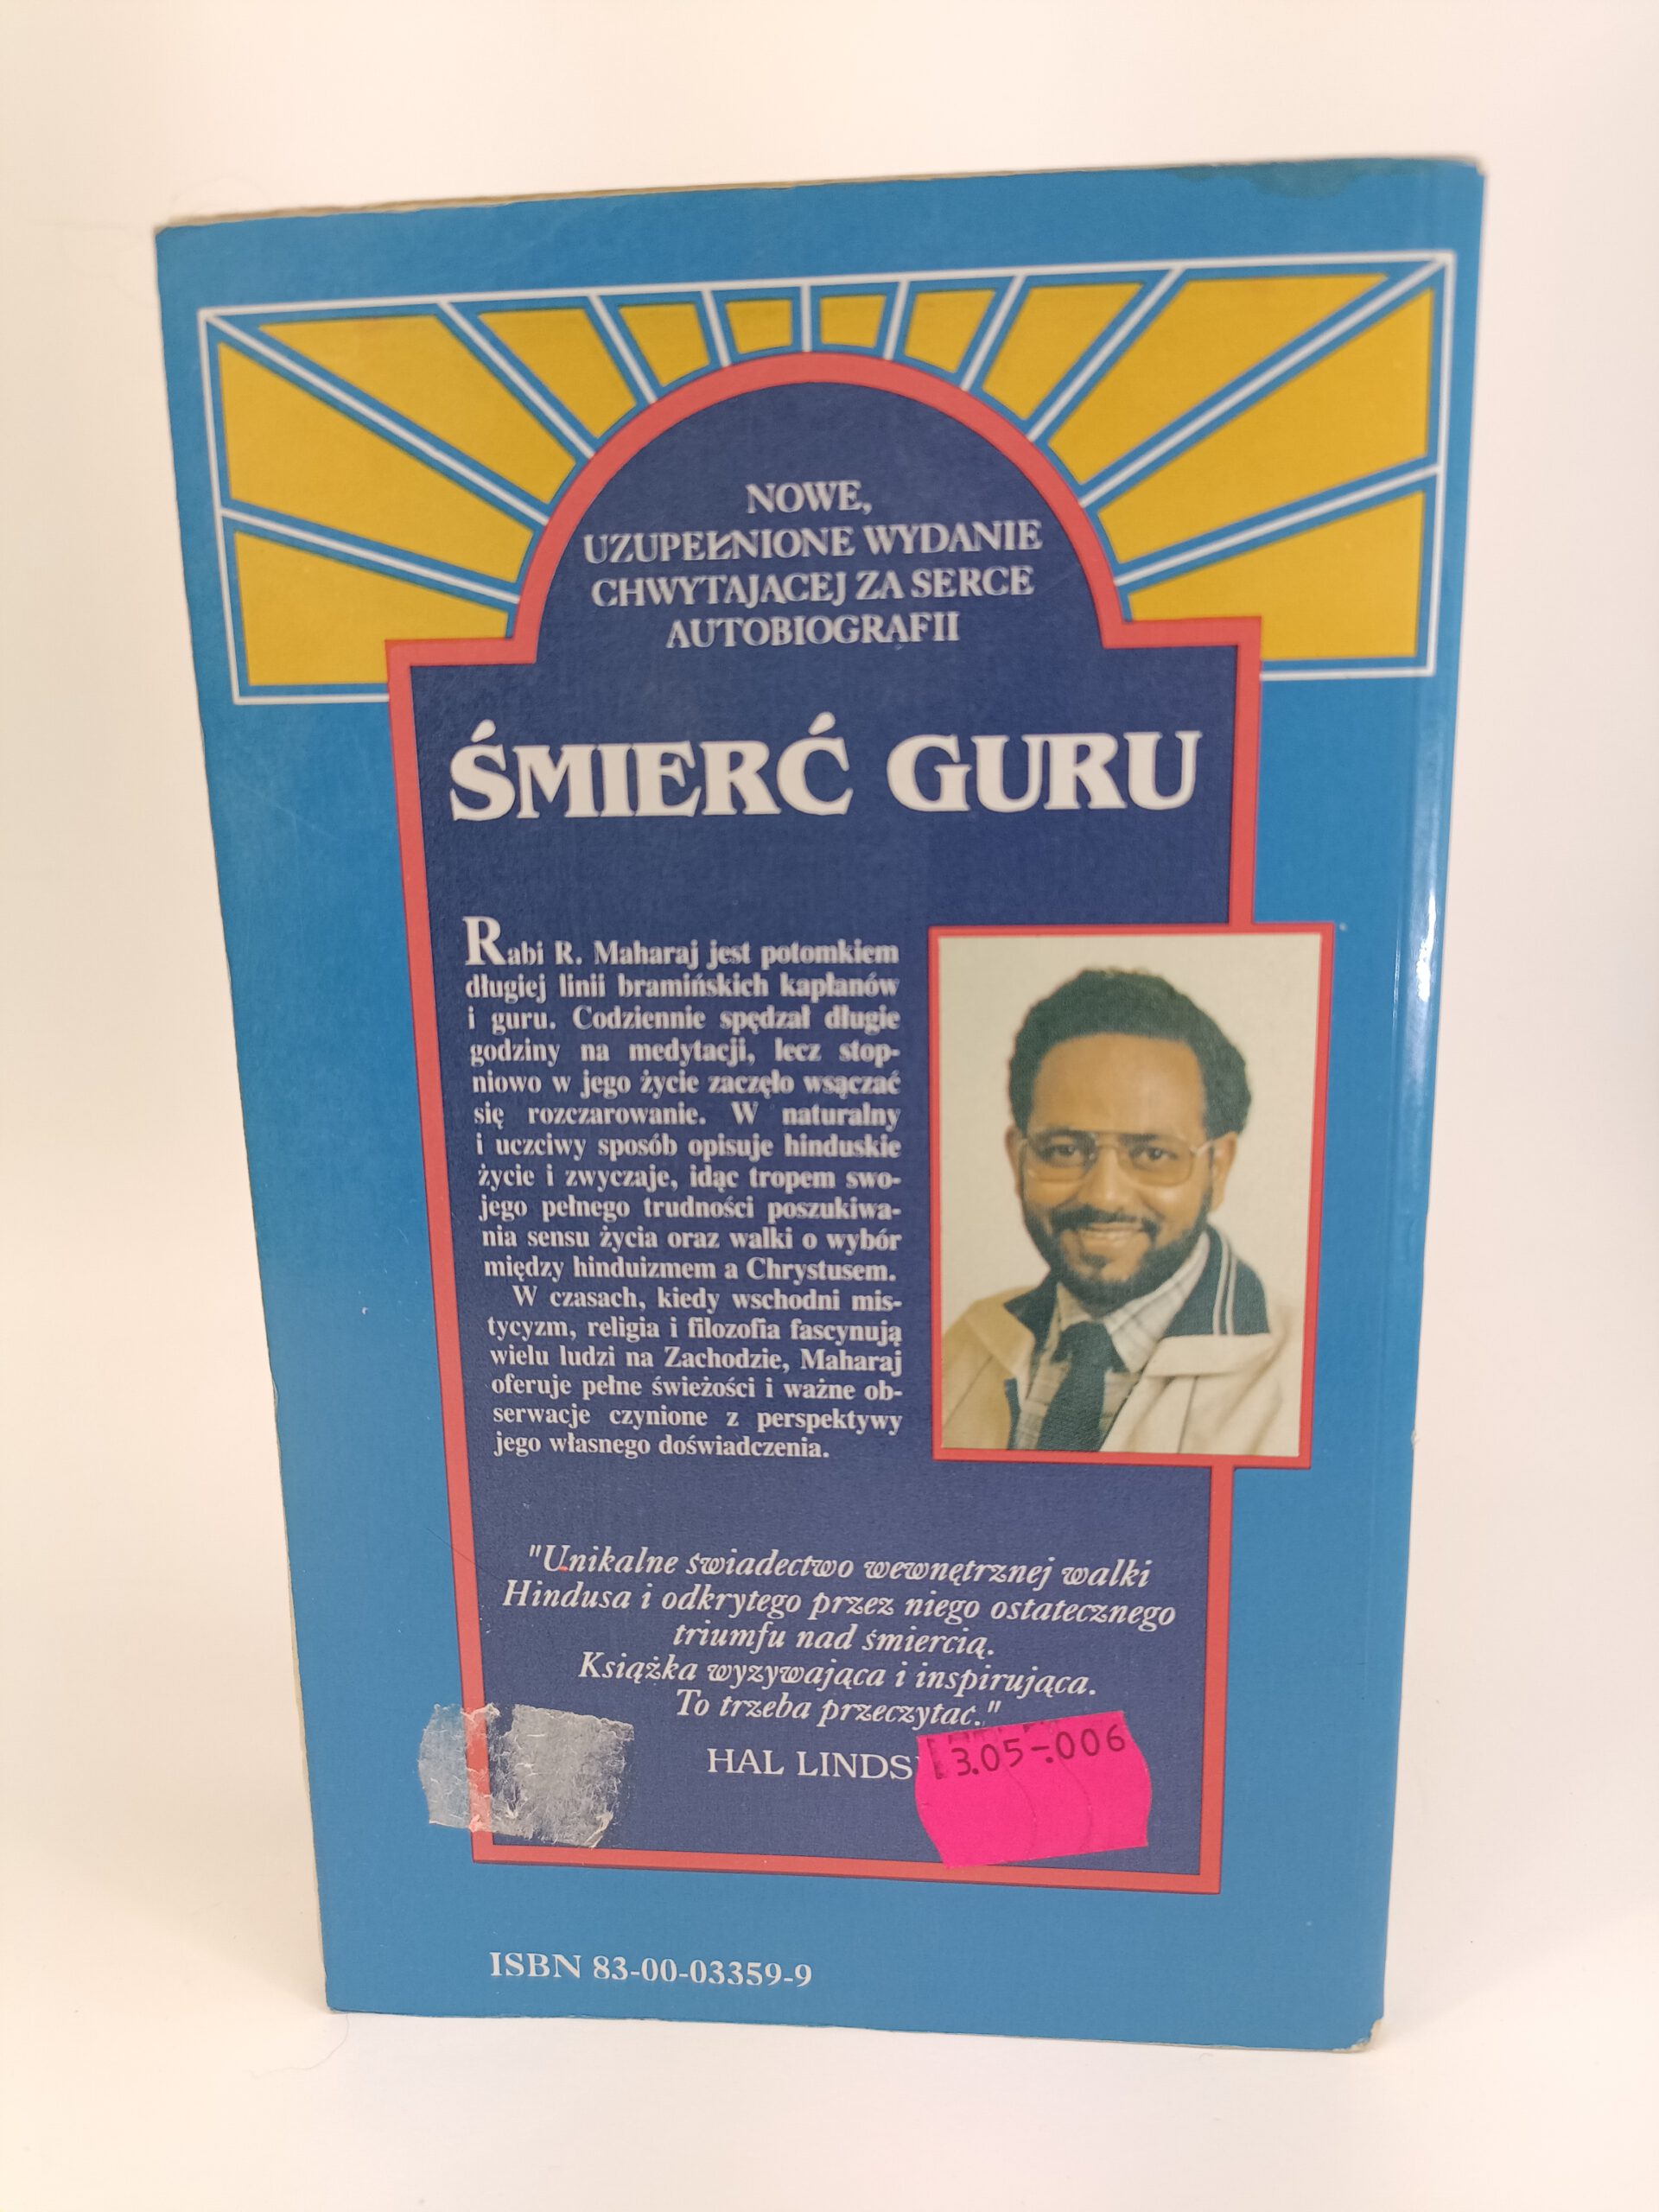 NOWE,
UZUPEŁNIONE WYDANIE
CHWYTAJACEJ ZA SERCE
AUTOBIOGRAFII
ŚMIERĆ GURU
Rabi R. Maharaj jest potomkiem
długiej linii bramińskich kapłanów
i guru. Codziennie spędzał długie
godziny na medytacji, lecz stop-
niowo w jego życie zaczęło wsączać
się rozczarowanie. W naturalny
i uczciwy sposób opisuje hinduskie
życie i zwyczaje, idąc tropem swo-
jego pełnego trudności poszukiwa-
nia sensu życia oraz walki o wybór
między hinduizmem a Chrystusem.
W czasach, kiedy wschodni mis-
tycyzm, religia i filozofia fascynują
wielu ludzi na Zachodzie, Maharaj
oferuje pełne świeżości i ważne ob-
serwacje czynione z perspektywy
jego własnego doświadczenia.
"Unikalne świadectwo wewnętrznej walki
Hindusa i odkrytego przez niego ostatecznego
triumfu nad śmiercią.
Książka wyzywająca i inspirująca.
To trzeba przeczytać."
HAL LINDS
3.05-.006
ISBN 83-00-03359-9